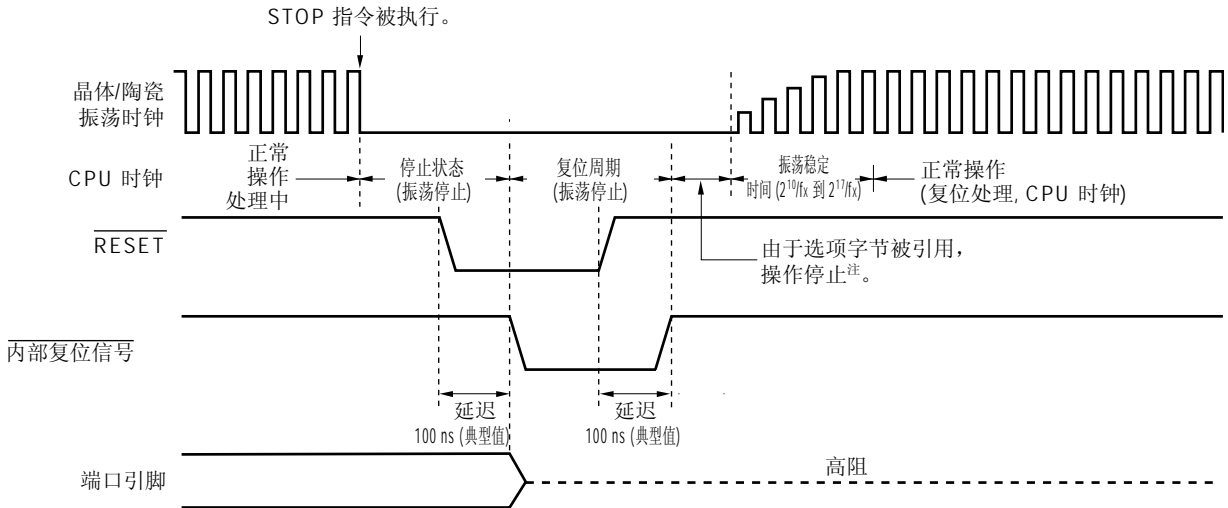 STOP 指令被执行。
晶体/陶瓷
振荡时钟
CPU 时钟
正常
操作
处理中
停止状态
(振荡停止)
复位周期
(振荡停止)
振荡稳定
时间 (2¹⁰/fx 到 2¹⁷/fx)
正常操作
(复位处理, CPU 时钟)
RESET
由于选项字节被引用，
操作停止注。
内部复位信号
延迟
100 ns (典型值)
延迟
100 ns (典型值)
端口引脚
高阻